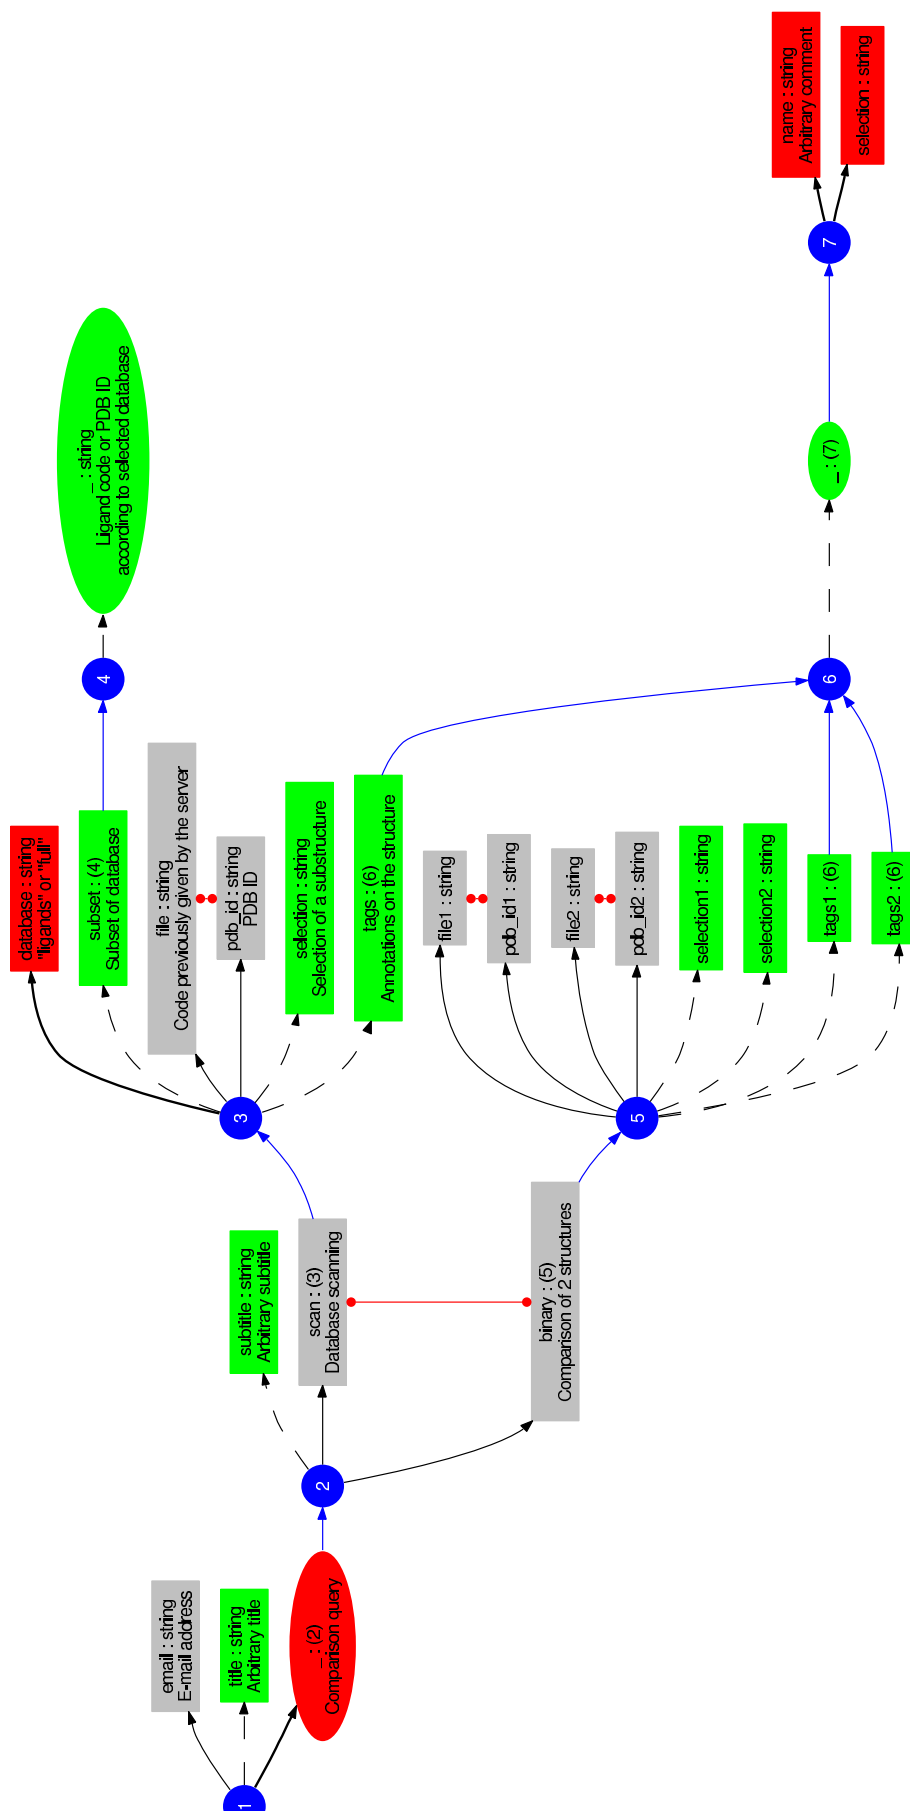 1
email : string
E-mail address
title : string
Arbitrary title
_ : (2)
Comparison query
2
subtitle : string
Arbitrary subtitle
scan : (3)
Database scanning
binary : (5)
Comparison of 2 structures
3
database : string
"ligands" or "full"
subset : (4)
Subset of database
file : string
Code previously given by the server
pdb_id : string
PDB ID
selection : string
Selection of a substructure
tags : (6)
Annotations on the structure
5
file1 : string
pdb_id1 : string
file2 : string
pdb_id2 : string
selection1 : string
selection2 : string
tags1 : (6)
tags2 : (6)
4
_ : string
Ligand code or PDB ID
according to selected database
6
_ : (7)
7
name : string
Arbitrary comment
selection : string